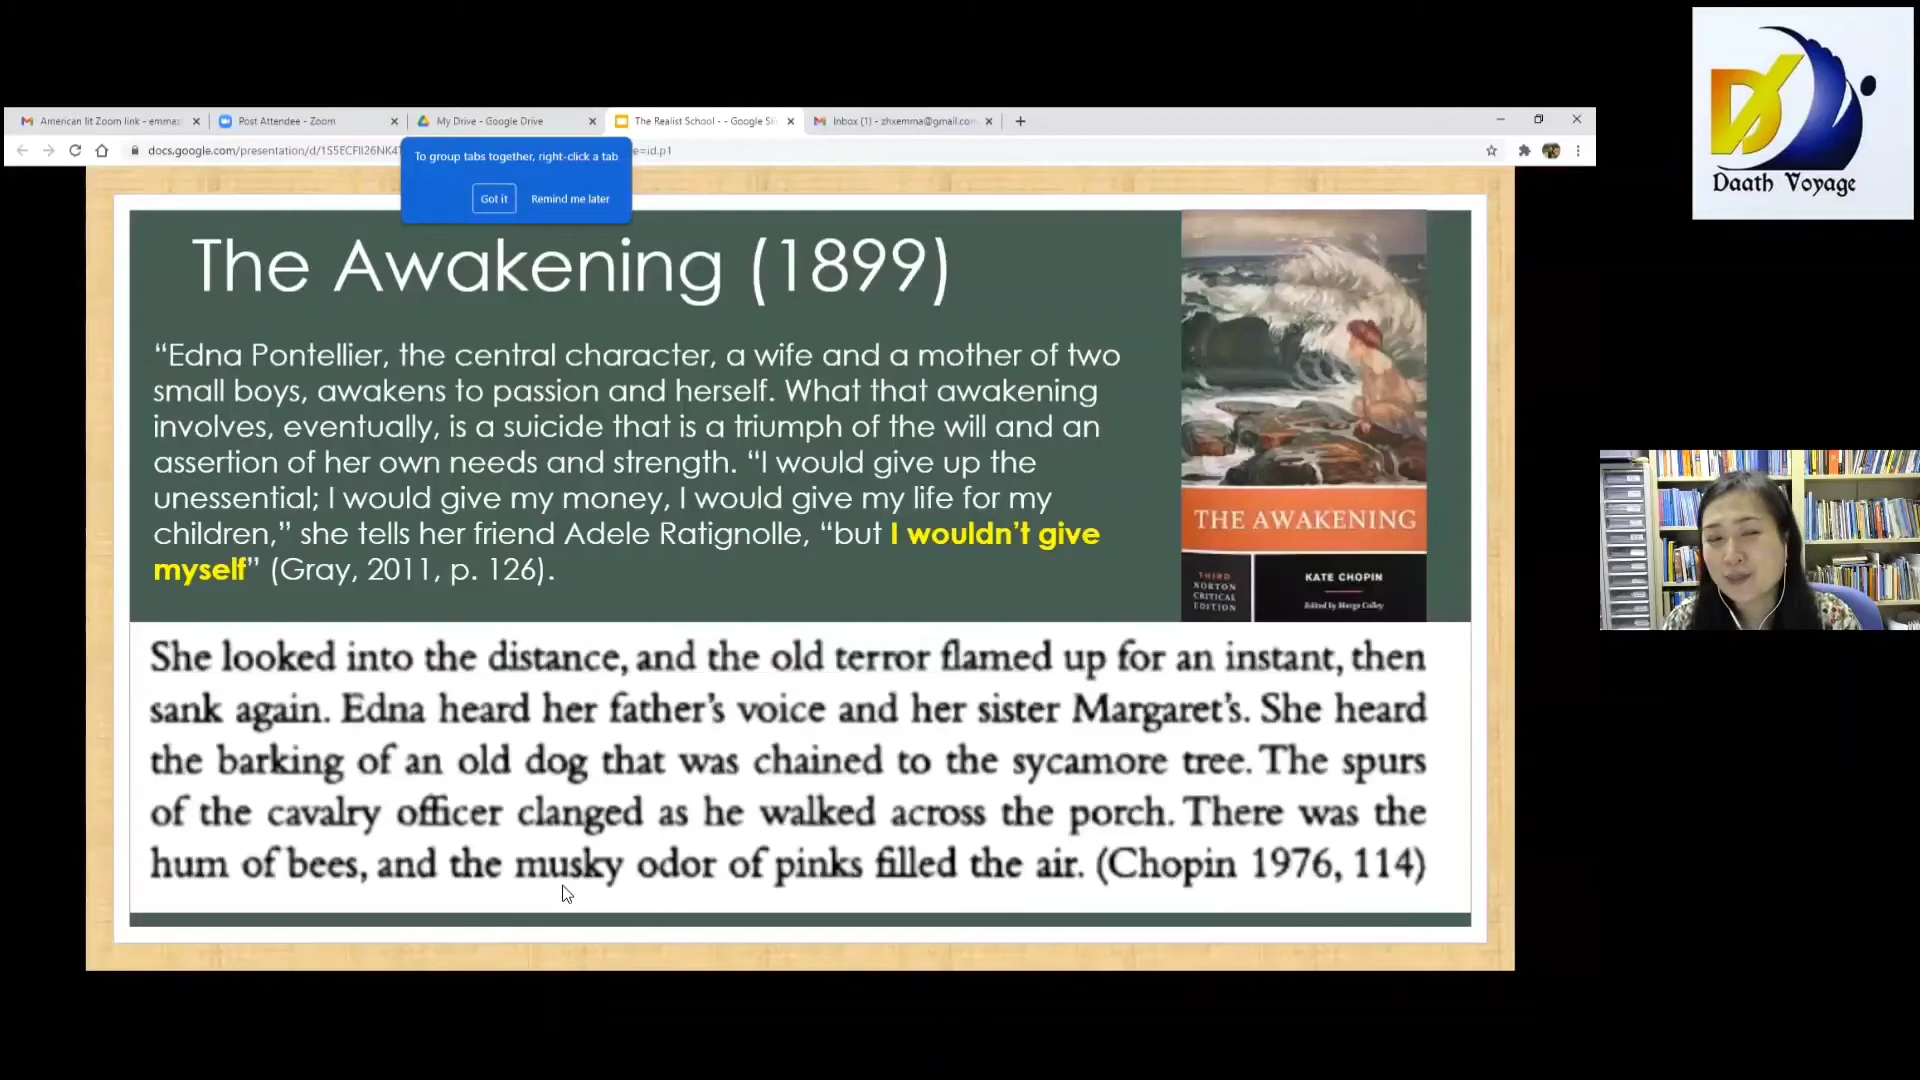 American lit Zoom link - emma
Post Attendee - Zoom
My Drive - Google Drive
The Realist School - - Google Sli
Inbox (1) - zhxemma@gmail.com
docs.google.com/presentation/d/1S5ECFII26NK4
=id.p1
To group tabs together, right-click a tab
Got it
Remind me later
Daath Voyage
The Awakening (1899)
“Edna Pontellier, the central character, a wife and a mother of two
small boys, awakens to passion and herself. What that awakening
involves, eventually, is a suicide that is a triumph of the will and an
assertion of her own needs and strength. “I would give up the
unessential; I would give my money, I would give my life for my
children,” she tells her friend Adele Ratignolle, “but I wouldn’t give
myself” (Gray, 2011, p. 126).
THE AWAKENING
THIRD
NORTON
CRITICAL
EDITION
KATE CHOPIN
Edited by Margo Culley
She looked into the distance, and the old terror flamed up for an instant, then
sank again. Edna heard her father’s voice and her sister Margaret’s. She heard
the barking of an old dog that was chained to the sycamore tree. The spurs
of the cavalry officer clanged as he walked across the porch. There was the
hum of bees, and the musky odor of pinks filled the air. (Chopin 1976, 114)